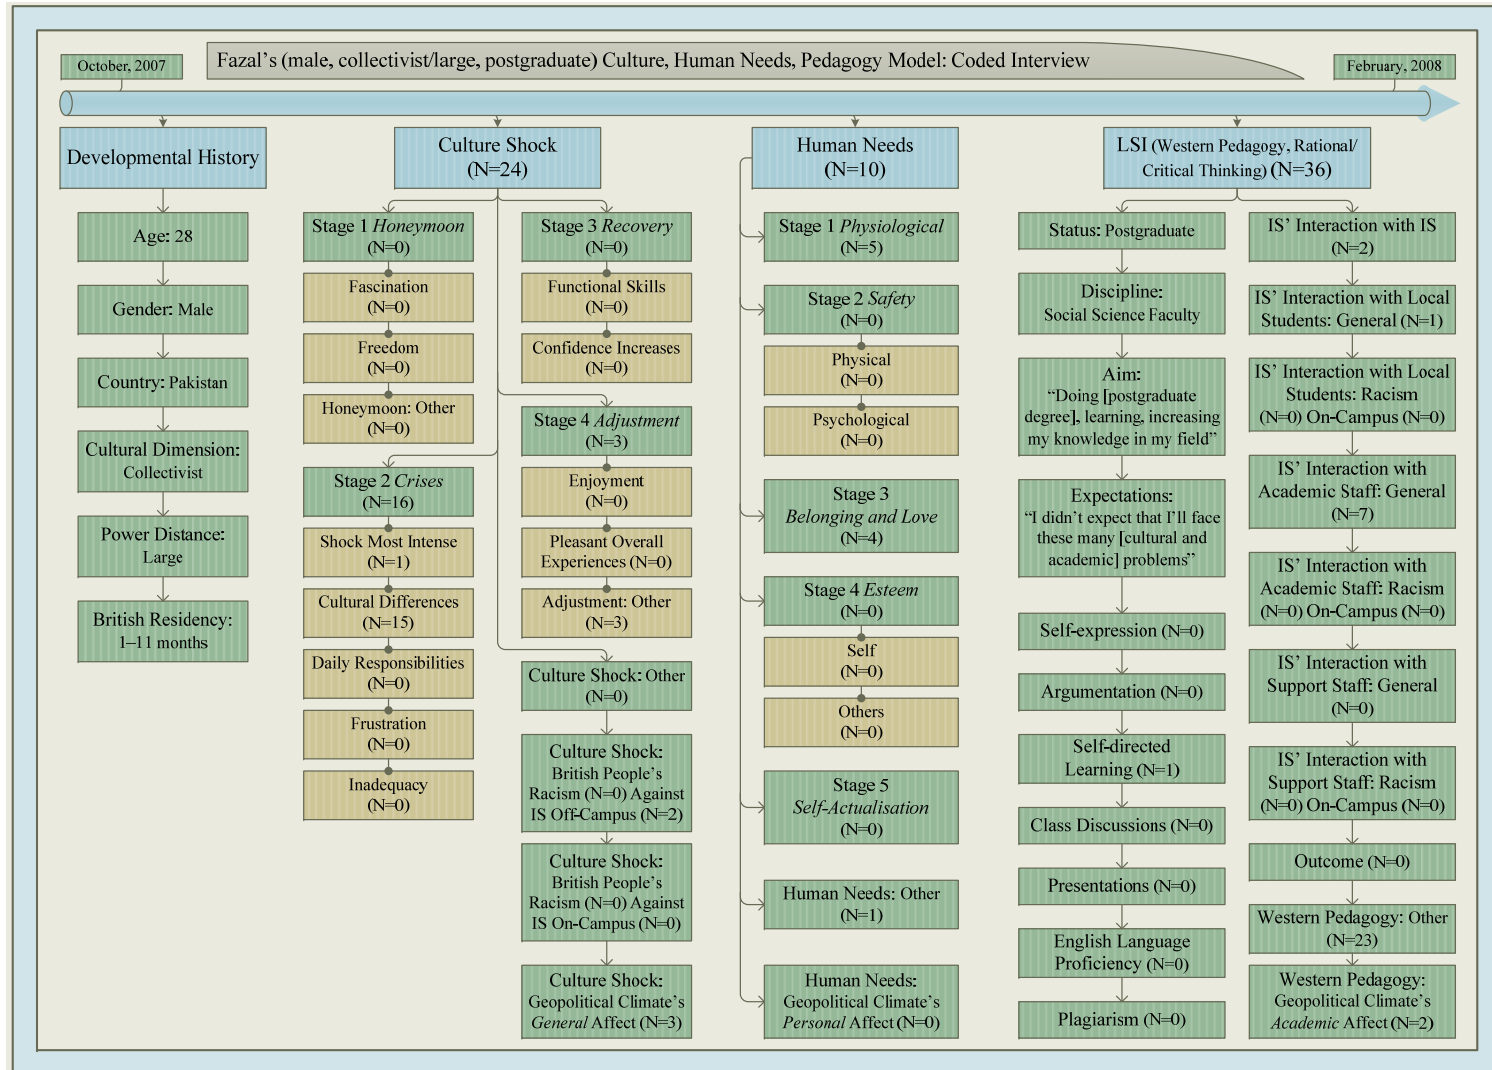 October, 2007
Fazal’s (male, collectivist/large, postgraduate) Culture, Human Needs, Pedagogy Model: Coded Interview
February, 2008
Developmental History
Age: 28
Gender: Male
Country: Pakistan
Cultural Dimension:
Collectivist
Power Distance:
Large
British Residency:
1–11 months
Culture Shock
(N=24)
Stage 1 Honeymoon
(N=0)
Fascination
(N=0)
Freedom
(N=0)
Honeymoon: Other
(N=0)
Stage 2 Crises
(N=16)
Shock Most Intense
(N=1)
Cultural Differences
(N=15)
Daily Responsibilities
(N=0)
Frustration
(N=0)
Inadequacy
(N=0)
Stage 3 Recovery
(N=0)
Functional Skills
(N=0)
Confidence Increases
(N=0)
Stage 4 Adjustment
(N=3)
Enjoyment
(N=0)
Pleasant Overall
Experiences (N=0)
Adjustment: Other
(N=3)
Culture Shock: Other
(N=0)
Culture Shock:
British People’s
Racism (N=0) Against
IS Off-Campus (N=2)
Culture Shock:
British People’s
Racism (N=0) Against
IS On-Campus (N=0)
Culture Shock:
Geopolitical Climate’s
General Affect (N=3)
Human Needs
(N=10)
Stage 1 Physiological
(N=5)
Stage 2 Safety
(N=0)
Physical
(N=0)
Psychological
(N=0)
Stage 3
Belonging and Love
(N=4)
Stage 4 Esteem
(N=0)
Self
(N=0)
Others
(N=0)
Stage 5
Self-Actualisation
(N=0)
Human Needs: Other
(N=1)
Human Needs:
Geopolitical Climate’s
Personal Affect (N=0)
LSI (Western Pedagogy, Rational/
Critical Thinking) (N=36)
Status: Postgraduate
Discipline:
Social Science Faculty
Aim:
“Doing [postgraduate
degree], learning, increasing
my knowledge in my field”
Expectations:
“I didn’t expect that I’ll face
these many [cultural and
academic] problems”
Self-expression (N=0)
Argumentation (N=0)
Self-directed
Learning (N=1)
Class Discussions (N=0)
Presentations (N=0)
English Language
Proficiency (N=0)
Plagiarism (N=0)
IS’ Interaction with IS
(N=2)
IS’ Interaction with Local
Students: General (N=1)
IS’ Interaction with Local
Students: Racism
(N=0) On-Campus (N=0)
IS’ Interaction with
Academic Staff: General
(N=7)
IS’ Interaction with
Academic Staff: Racism
(N=0) On-Campus (N=0)
IS’ Interaction with
Support Staff: General
(N=0)
IS’ Interaction with
Support Staff: Racism
(N=0) On-Campus (N=0)
Outcome (N=0)
Western Pedagogy: Other
(N=23)
Western Pedagogy:
Geopolitical Climate’s
Academic Affect (N=2)